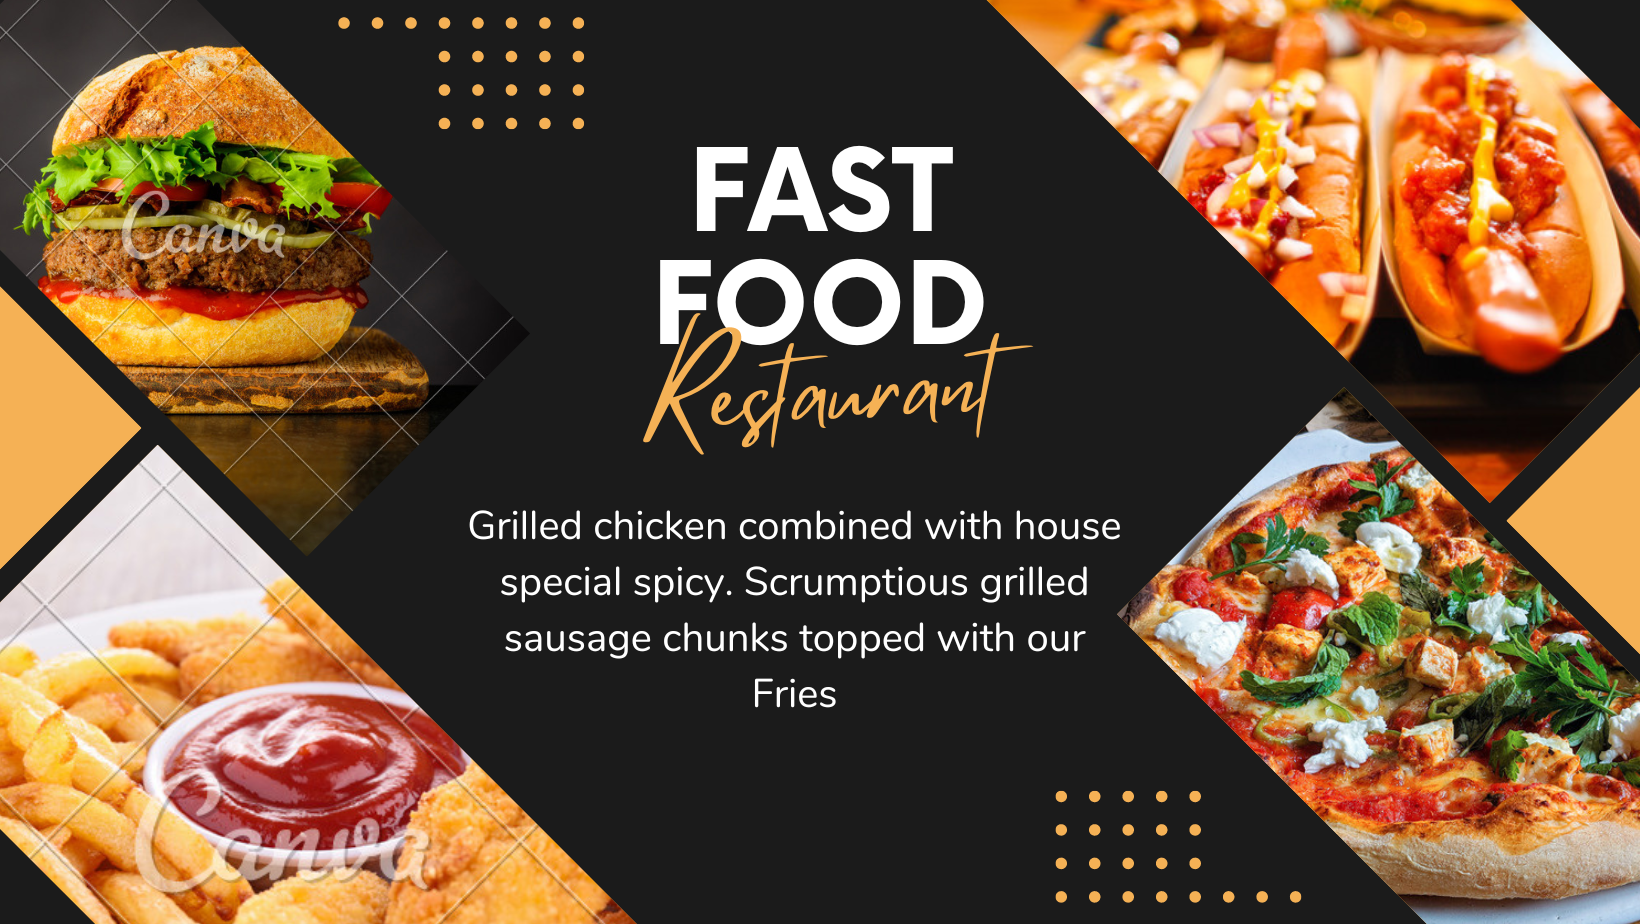 Canva
FAST
FOOD
Restaurant
Grilled chicken combined with house
special spicy. Scrumptious grilled
sausage chunks topped with our
Fries
Canva